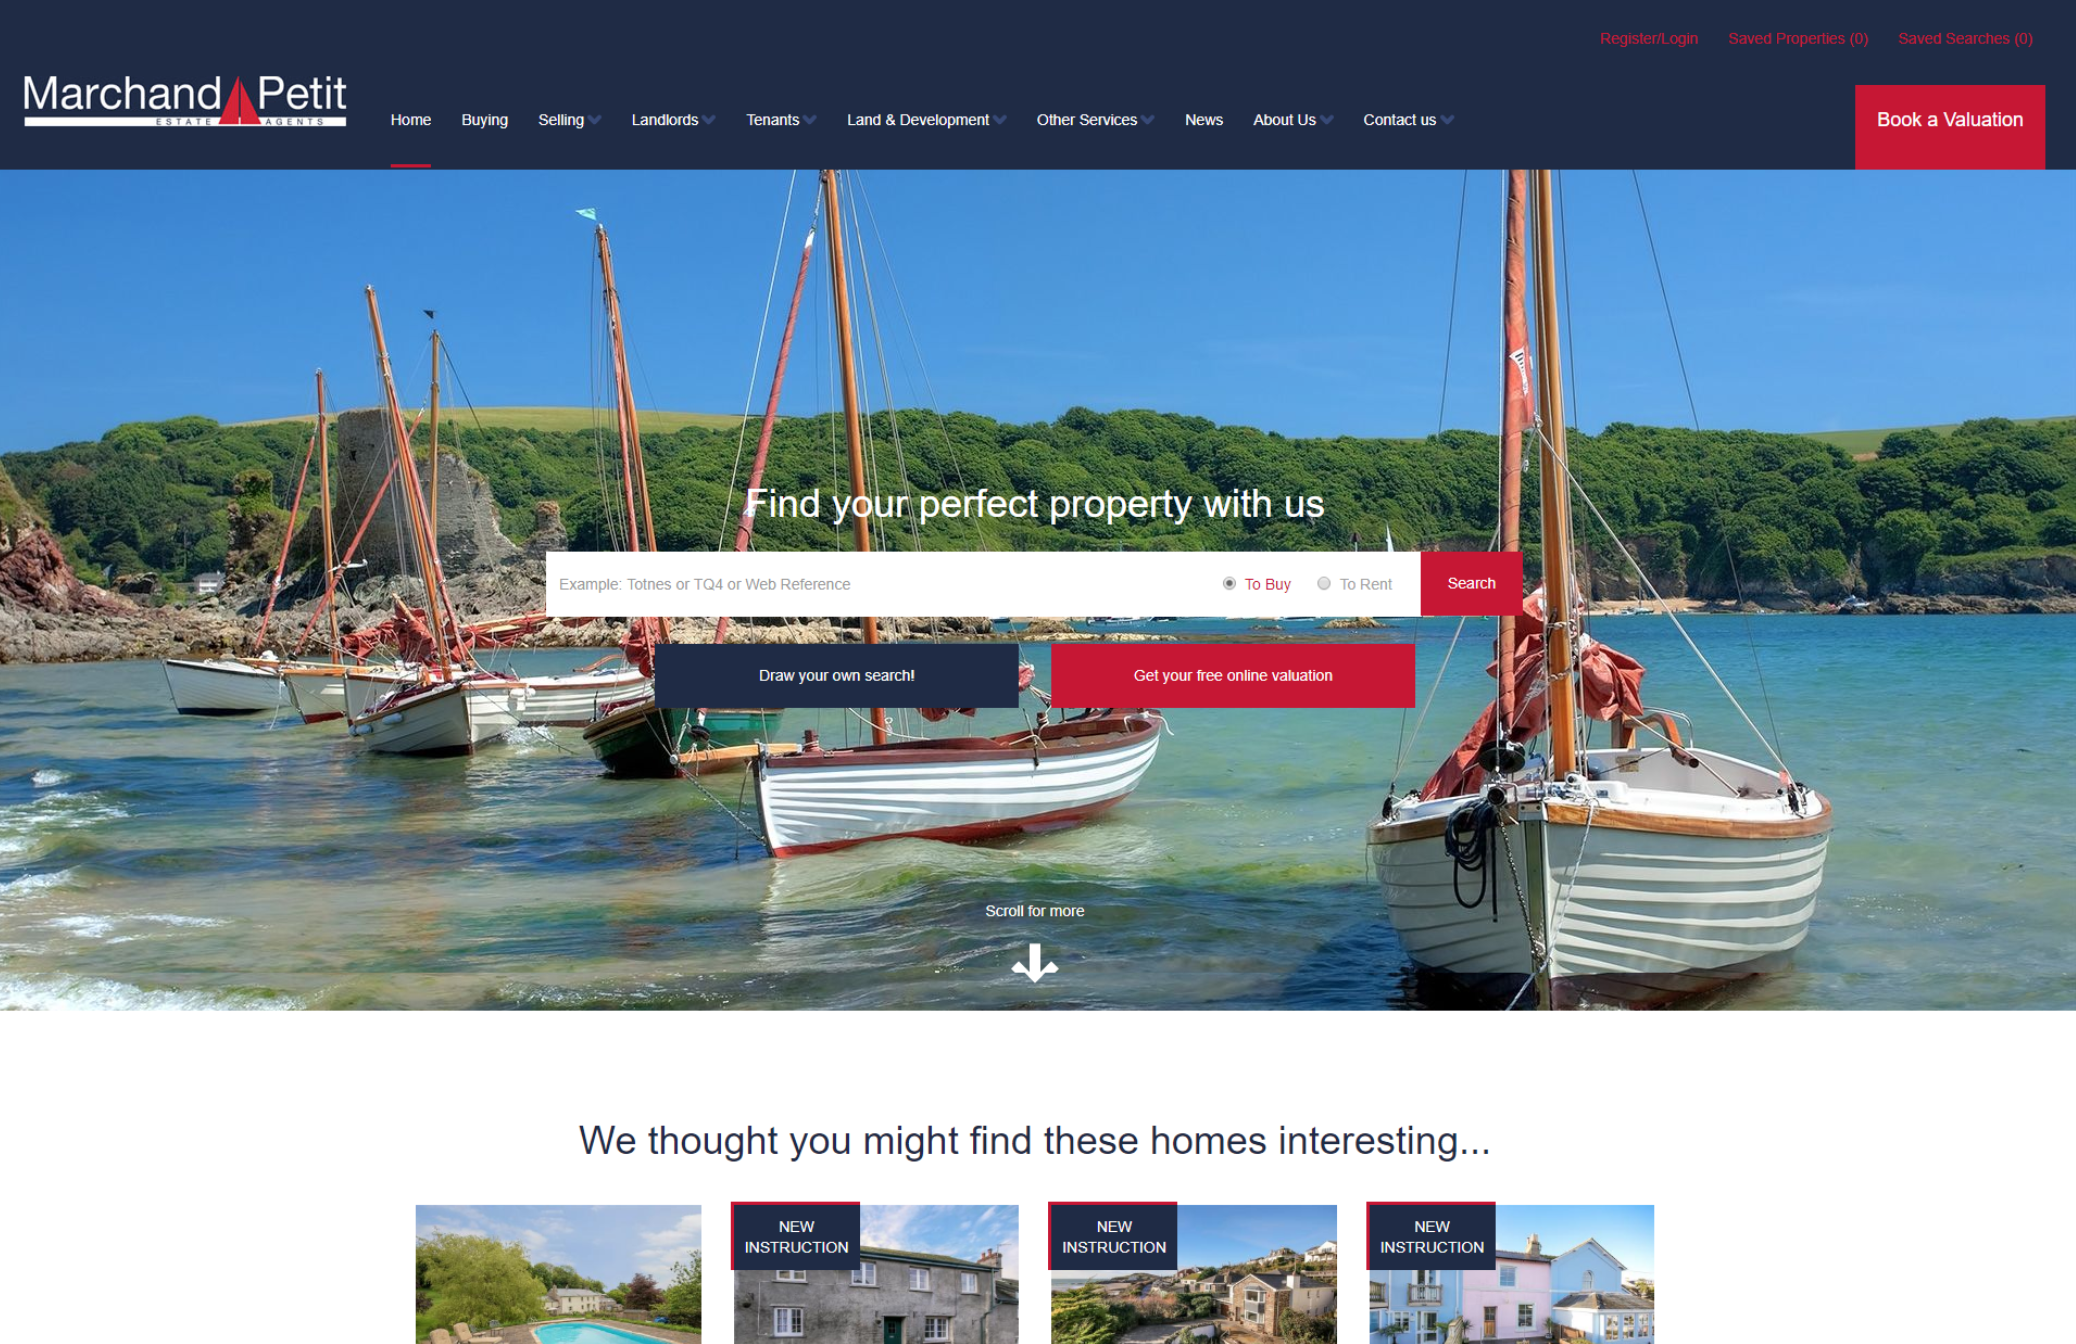 Register/Login Saved Properties (0) Saved Searches (0)
Marchand Petit
ESTATE AGENTS
Home Buying Selling Landlords Tenants Land & Development Other Services News About Us Contact us
Book a Valuation
Find your perfect property with us
Example: Totnes or TQ4 or Web Reference To Buy To Rent Search
Draw your own search! Get your free online valuation
Scroll for more
We thought you might find these homes interesting...
NEW
INSTRUCTION
NEW
INSTRUCTION
NEW
INSTRUCTION